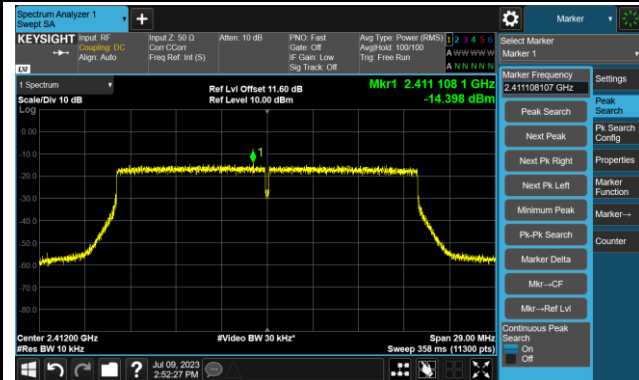 Spectrum Analyzer 1
Swept SA
Marker
KEYSIGHT
Input: RF
Coupling: DC
Align: Auto
Input Z: 50 Ω
Corr CCorr
Freq Ref: Int (S)
Atten: 10 dB
PNO: Fast
Gate: Off
IF Gain: Low
Sig Track: Off
Avg Type: Power (RMS)
Avg|Hold: 100/100
Trig: Free Run
1 2 3 4 5 6
A W W W W W
A N N N N N
LXI
Select Marker
Marker 1
1 Spectrum
Scale/Div 10 dB
Log
Ref Lvl Offset 11.60 dB
Ref Level 10.00 dBm
Mkr1 2.411 108 1 GHz
-14.398 dBm
1
0.00
-10.0
-20.0
-30.0
-40.0
-50.0
-60.0
-70.0
-80.0
Center 2.41200 GHz
#Res BW 10 kHz
#Video BW 30 kHz*
Span 29.00 MHz
Sweep 358 ms (11300 pts)
Marker Frequency
2.411108107 GHz
Peak Search
Next Peak
Next Pk Right
Next Pk Left
Minimum Peak
Pk-Pk Search
Marker Delta
Mkr→CF
Mkr→Ref Lvl
Continuous Peak
Search
On
Off
Settings
Peak
Search
Pk Search
Config
Properties
Marker
Function
Marker→
Counter
Jul 09, 2023
2:52:27 PM